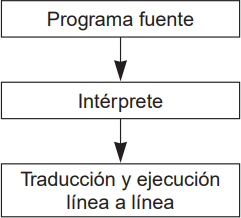 Programa fuente
Intérprete
Traducción y ejecución
línea a línea